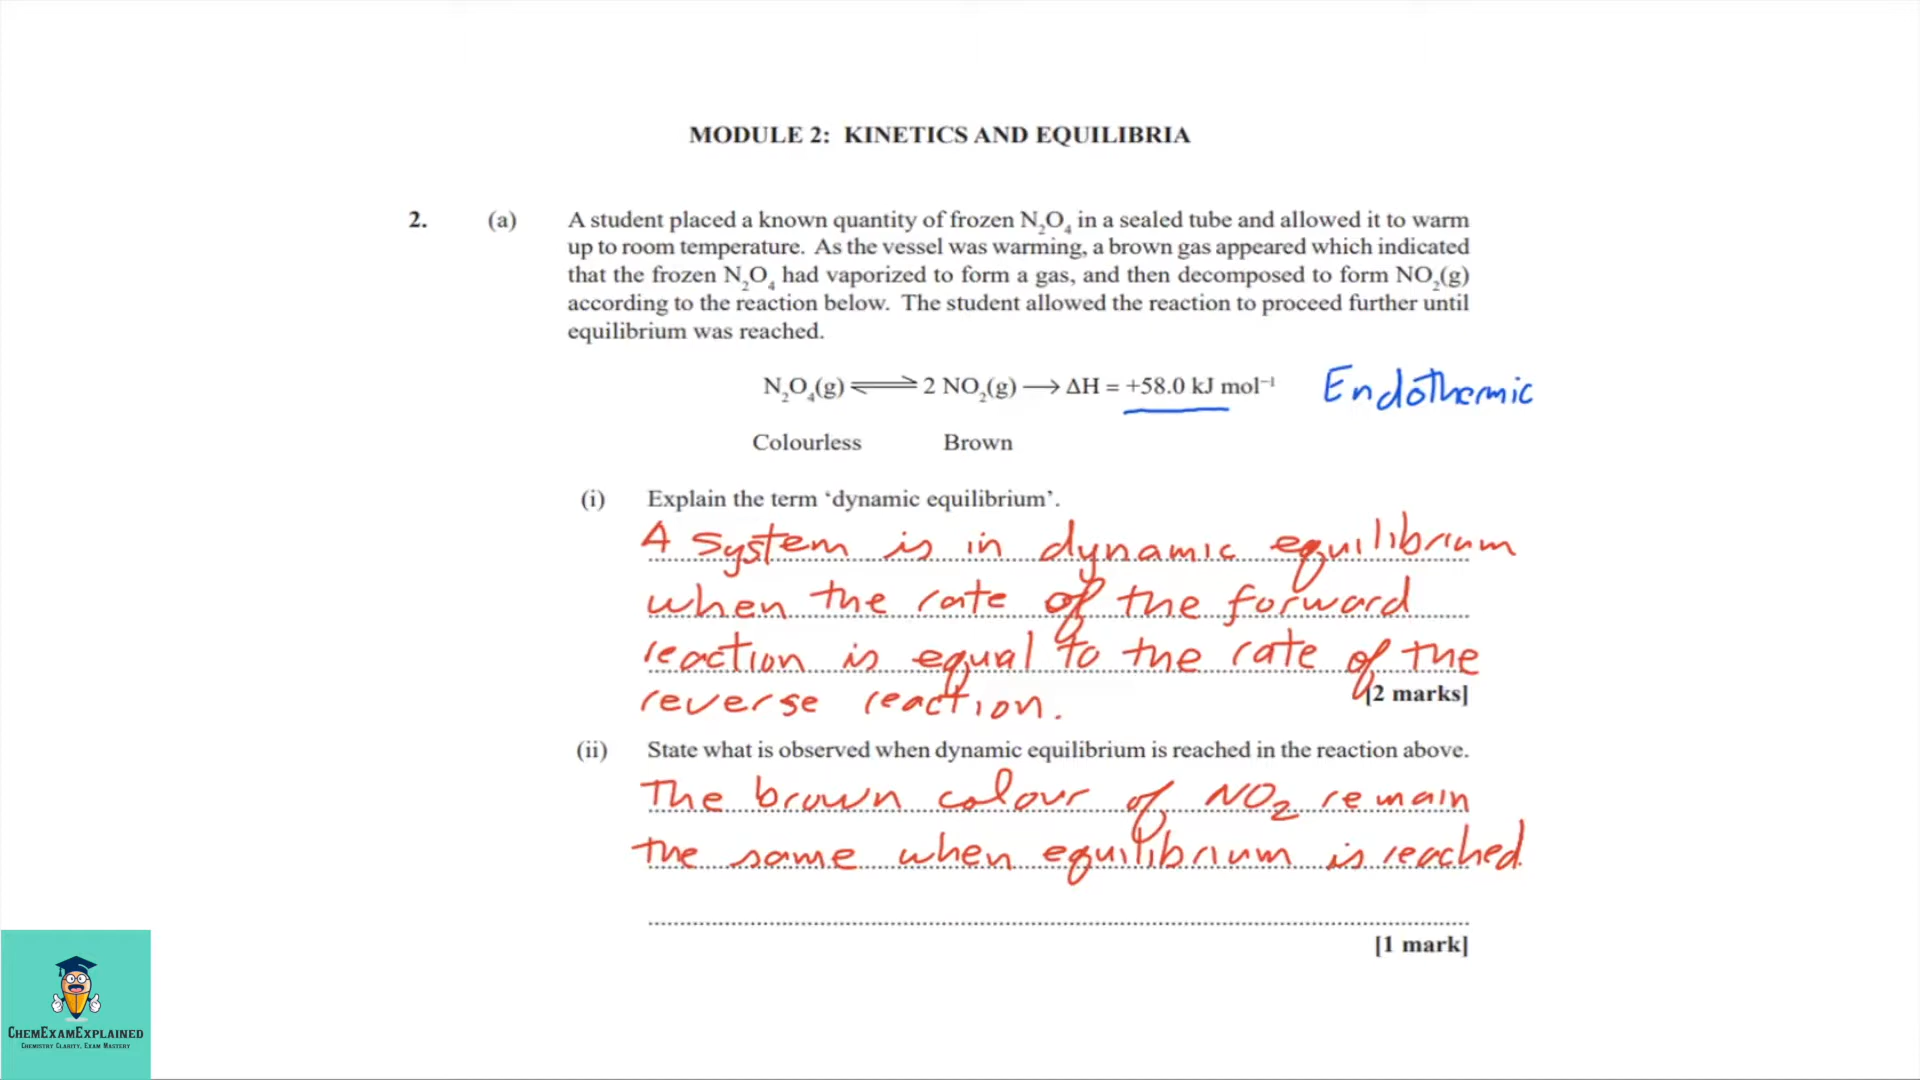 MODULE 2: KINETICS AND EQUILIBRIA
2. (a) A student placed a known quantity of frozen N₂O₄ in a sealed tube and allowed it to warm
up to room temperature. As the vessel was warming, a brown gas appeared which indicated
that the frozen N₂O₄ had vaporized to form a gas, and then decomposed to form NO₂(g)
according to the reaction below. The student allowed the reaction to proceed further until
equilibrium was reached.
N₂O₄(g) ⇌ 2 NO₂(g) → ΔH = +58.0 kJ mol⁻¹ Endothermic
Colourless Brown
(i) Explain the term ‘dynamic equilibrium’.
A system is in dynamic equilibrium
when the rate of the forward
reaction is equal to the rate of the
reverse reaction. [2 marks]
(ii) State what is observed when dynamic equilibrium is reached in the reaction above.
The brown colour of NO₂ remain
the same when equilibrium is reached.
[1 mark]
CHEMEXAMEXPLAINED
CHEMISTRY CLARITY, EXAM MASTERY